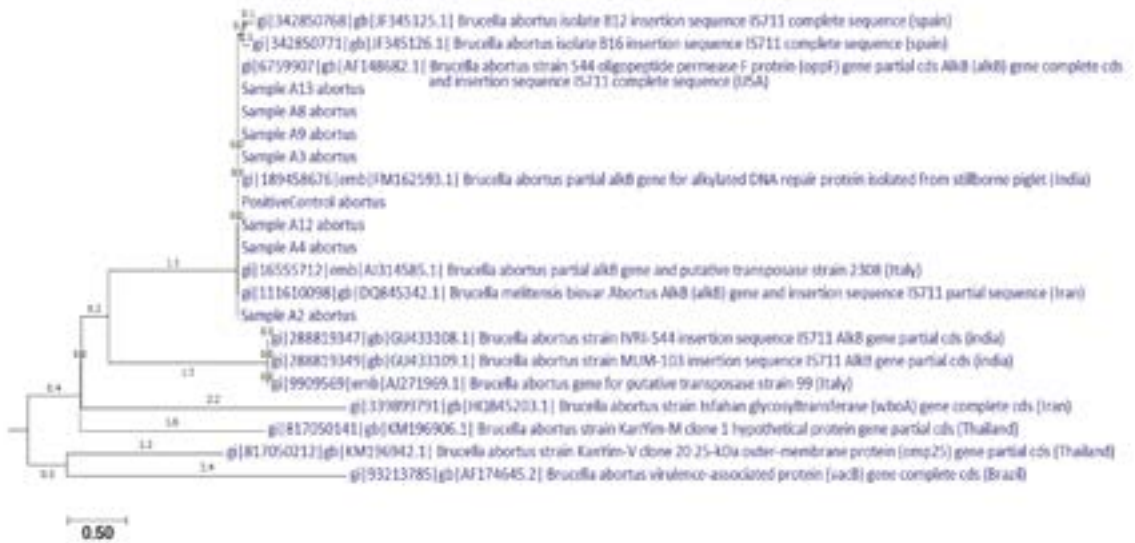 gi|342850768|gb|JF345125.1| Brucella abortus isolate B12 insertion sequence IS711 complete sequence (spain)
gi|342850771|gb|JF345126.1| Brucella abortus isolate B16 insertion sequence IS711 complete sequence (spain)
gi|6759907|gb|AF148682.1| Brucella abortus strain 544 oligopeptide permease F protein (oppF) gene partial cds AlkB (alkB) gene complete cds
and insertion sequence IS711 complete sequence (USA)
Sample A13 abortus
Sample A8 abortus
Sample A9 abortus
Sample A3 abortus
gi|189458676|emb|FM162593.1| Brucella abortus partial alkB gene for alkylated DNA repair protein isolated from stillborne piglet (India)
PositiveControl abortus
Sample A12 abortus
Sample A4 abortus
gi|16555712|emb|AJ314585.1| Brucella abortus partial alkB gene and putative transposase strain 2308 (Italy)
gi|111610098|gb|DQ845342.1| Brucella melitensis biovar Abortus AlkB (alkB) gene and insertion sequence IS711 partial sequence (Iran)
Sample A2 abortus
gi|288819347|gb|GU433108.1| Brucella abortus strain IVRI-544 insertion sequence IS711 AlkB gene partial cds (india)
gi|288819349|gb|GU433109.1| Brucella abortus strain MUM-103 insertion sequence IS711 AlkB gene partial cds (india)
gi|9909569|emb|AJ271969.1| Brucella abortus gene for putative transposase strain 99 (Italy)
2.2
gi|339899791|gb|HQ845203.1| Brucella abortus strain Isfahan glycosyltransferase (wboA) gene complete cds (Iran)
0.4
gi|817050141|gb|KM196906.1| Brucella abortus strain KanYim-M clone 1 hypothetical protein gene partial cds (Thailand)
gi|817050212|gb|KM196942.1| Brucella abortus strain KanYim-V clone 20 25-kDa outer-membrane protein (omp25) gene partial cds (Thailand)
gi|93213785|gb|AF174645.2| Brucella abortus virulence-associated protein (vacB) gene complete cds (Brazil)
0.50